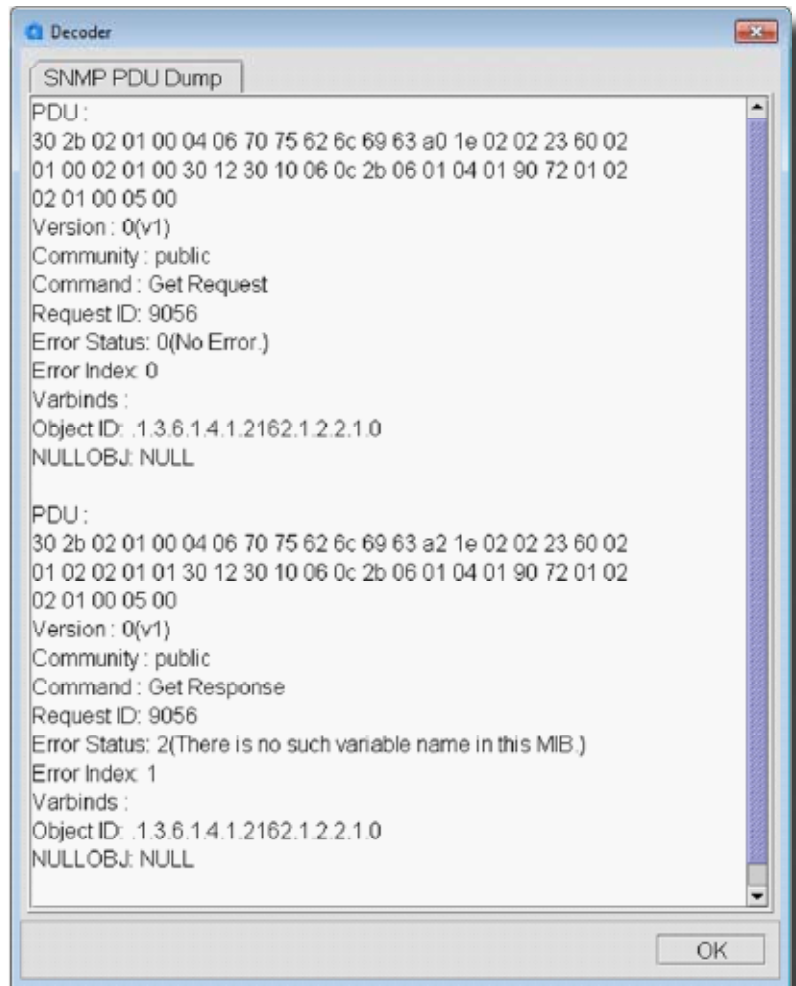 Decoder
SNMP PDU Dump
PDU :
30 2b 02 01 00 04 06 70 75 62 6c 69 63 a0 1e 02 02 23 60 02
01 00 02 01 00 30 12 30 10 06 0c 2b 06 01 04 01 90 72 01 02
02 01 00 05 00
Version : 0(v1)
Community : public
Command : Get Request
Request ID: 9056
Error Status: 0(No Error.)
Error Index: 0
Varbinds :
Object ID: .1.3.6.1.4.1.2162.1.2.2.1.0
NULLOBJ: NULL
PDU :
30 2b 02 01 00 04 06 70 75 62 6c 69 63 a2 1e 02 02 23 60 02
01 02 02 01 01 30 12 30 10 06 0c 2b 06 01 04 01 90 72 01 02
02 01 00 05 00
Version : 0(v1)
Community : public
Command : Get Response
Request ID: 9056
Error Status: 2(There is no such variable name in this MIB.)
Error Index: 1
Varbinds :
Object ID: .1.3.6.1.4.1.2162.1.2.2.1.0
NULLOBJ: NULL
OK